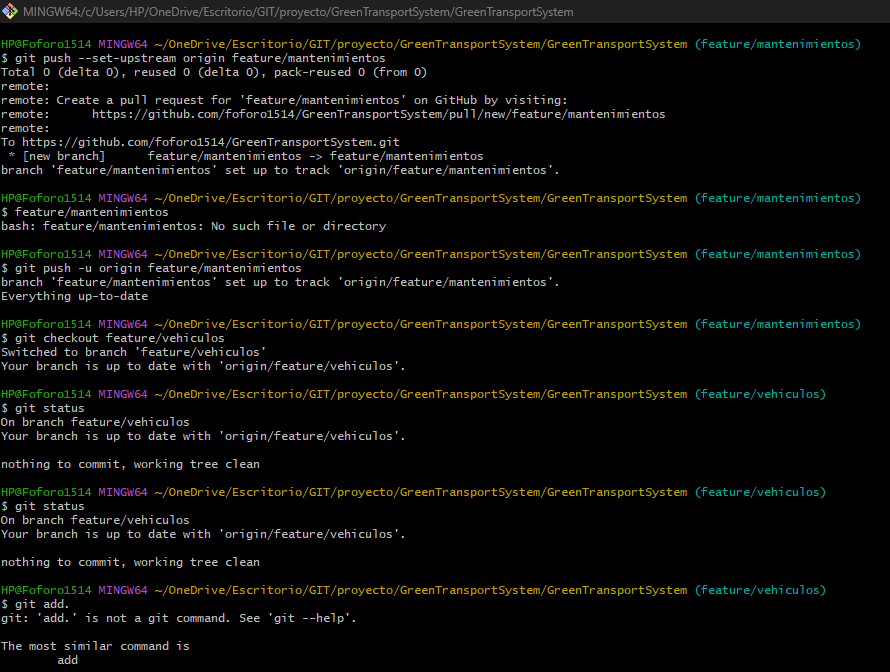 MINGW64:/c/Users/HP/OneDrive/Escritorio/GIT/proyecto/GreenTransportSystem/GreenTransportSystem
HP@Foforo1514 MINGW64 ~/OneDrive/Escritorio/GIT/proyecto/GreenTransportSystem/GreenTransportSystem (feature/mantenimientos)
$ git push --set-upstream origin feature/mantenimientos
Total 0 (delta 0), reused 0 (delta 0), pack-reused 0 (from 0)
remote:
remote: Create a pull request for 'feature/mantenimientos' on GitHub by visiting:
remote:      https://github.com/foforo1514/GreenTransportSystem/pull/new/feature/mantenimientos
remote:
To https://github.com/foforo1514/GreenTransportSystem.git
 * [new branch]      feature/mantenimientos -> feature/mantenimientos
branch 'feature/mantenimientos' set up to track 'origin/feature/mantenimientos'.
HP@Foforo1514 MINGW64 ~/OneDrive/Escritorio/GIT/proyecto/GreenTransportSystem/GreenTransportSystem (feature/mantenimientos)
$ feature/mantenimientos
bash: feature/mantenimientos: No such file or directory
HP@Foforo1514 MINGW64 ~/OneDrive/Escritorio/GIT/proyecto/GreenTransportSystem/GreenTransportSystem (feature/mantenimientos)
$ git push -u origin feature/mantenimientos
branch 'feature/mantenimientos' set up to track 'origin/feature/mantenimientos'.
Everything up-to-date
HP@Foforo1514 MINGW64 ~/OneDrive/Escritorio/GIT/proyecto/GreenTransportSystem/GreenTransportSystem (feature/mantenimientos)
$ git checkout feature/vehiculos
Switched to branch 'feature/vehiculos'
Your branch is up to date with 'origin/feature/vehiculos'.
HP@Foforo1514 MINGW64 ~/OneDrive/Escritorio/GIT/proyecto/GreenTransportSystem/GreenTransportSystem (feature/vehiculos)
$ git status
On branch feature/vehiculos
Your branch is up to date with 'origin/feature/vehiculos'.
nothing to commit, working tree clean
HP@Foforo1514 MINGW64 ~/OneDrive/Escritorio/GIT/proyecto/GreenTransportSystem/GreenTransportSystem (feature/vehiculos)
$ git status
On branch feature/vehiculos
Your branch is up to date with 'origin/feature/vehiculos'.
nothing to commit, working tree clean
HP@Foforo1514 MINGW64 ~/OneDrive/Escritorio/GIT/proyecto/GreenTransportSystem/GreenTransportSystem (feature/vehiculos)
$ git add.
git: 'add.' is not a git command. See 'git --help'.
The most similar command is
        add